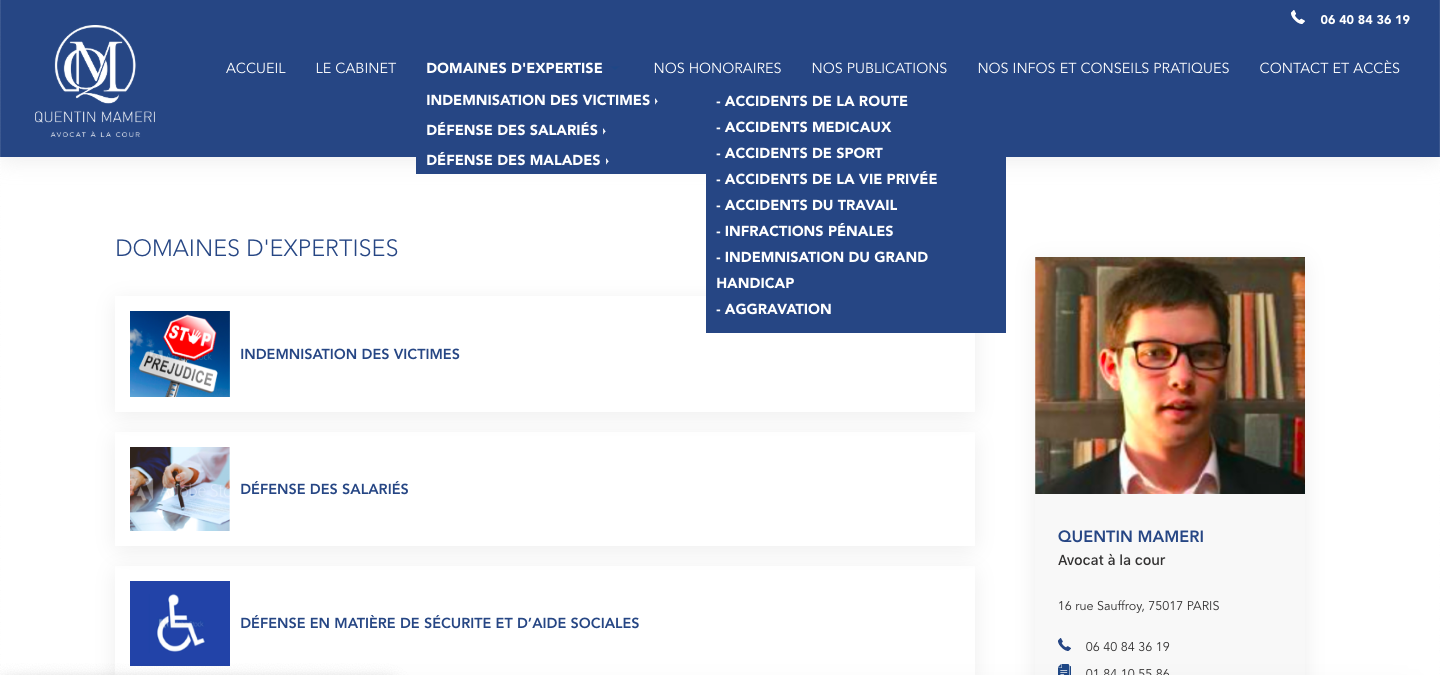 06 40 84 36 19
QM
QUENTIN MAMERI
AVOCAT À LA COUR
ACCUEIL
LE CABINET
DOMAINES D'EXPERTISE
NOS HONORAIRES
NOS PUBLICATIONS
NOS INFOS ET CONSEILS PRATIQUES
CONTACT ET ACCÈS
INDEMNISATION DES VICTIMES ›
DÉFENSE DES SALARIÉS ›
DÉFENSE DES MALADES ›
- ACCIDENTS DE LA ROUTE
- ACCIDENTS MEDICAUX
- ACCIDENTS DE SPORT
- ACCIDENTS DE LA VIE PRIVÉE
- ACCIDENTS DU TRAVAIL
- INFRACTIONS PÉNALES
- INDEMNISATION DU GRAND
HANDICAP
- AGGRAVATION
DOMAINES D'EXPERTISES
STOP
PREJUDICE
INDEMNISATION DES VICTIMES
DÉFENSE DES SALARIÉS
DÉFENSE EN MATIÈRE DE SÉCURITE ET D’AIDE SOCIALES
QUENTIN MAMERI
Avocat à la cour
16 rue Sauffroy, 75017 PARIS
06 40 84 36 19
01 84 10 55 86